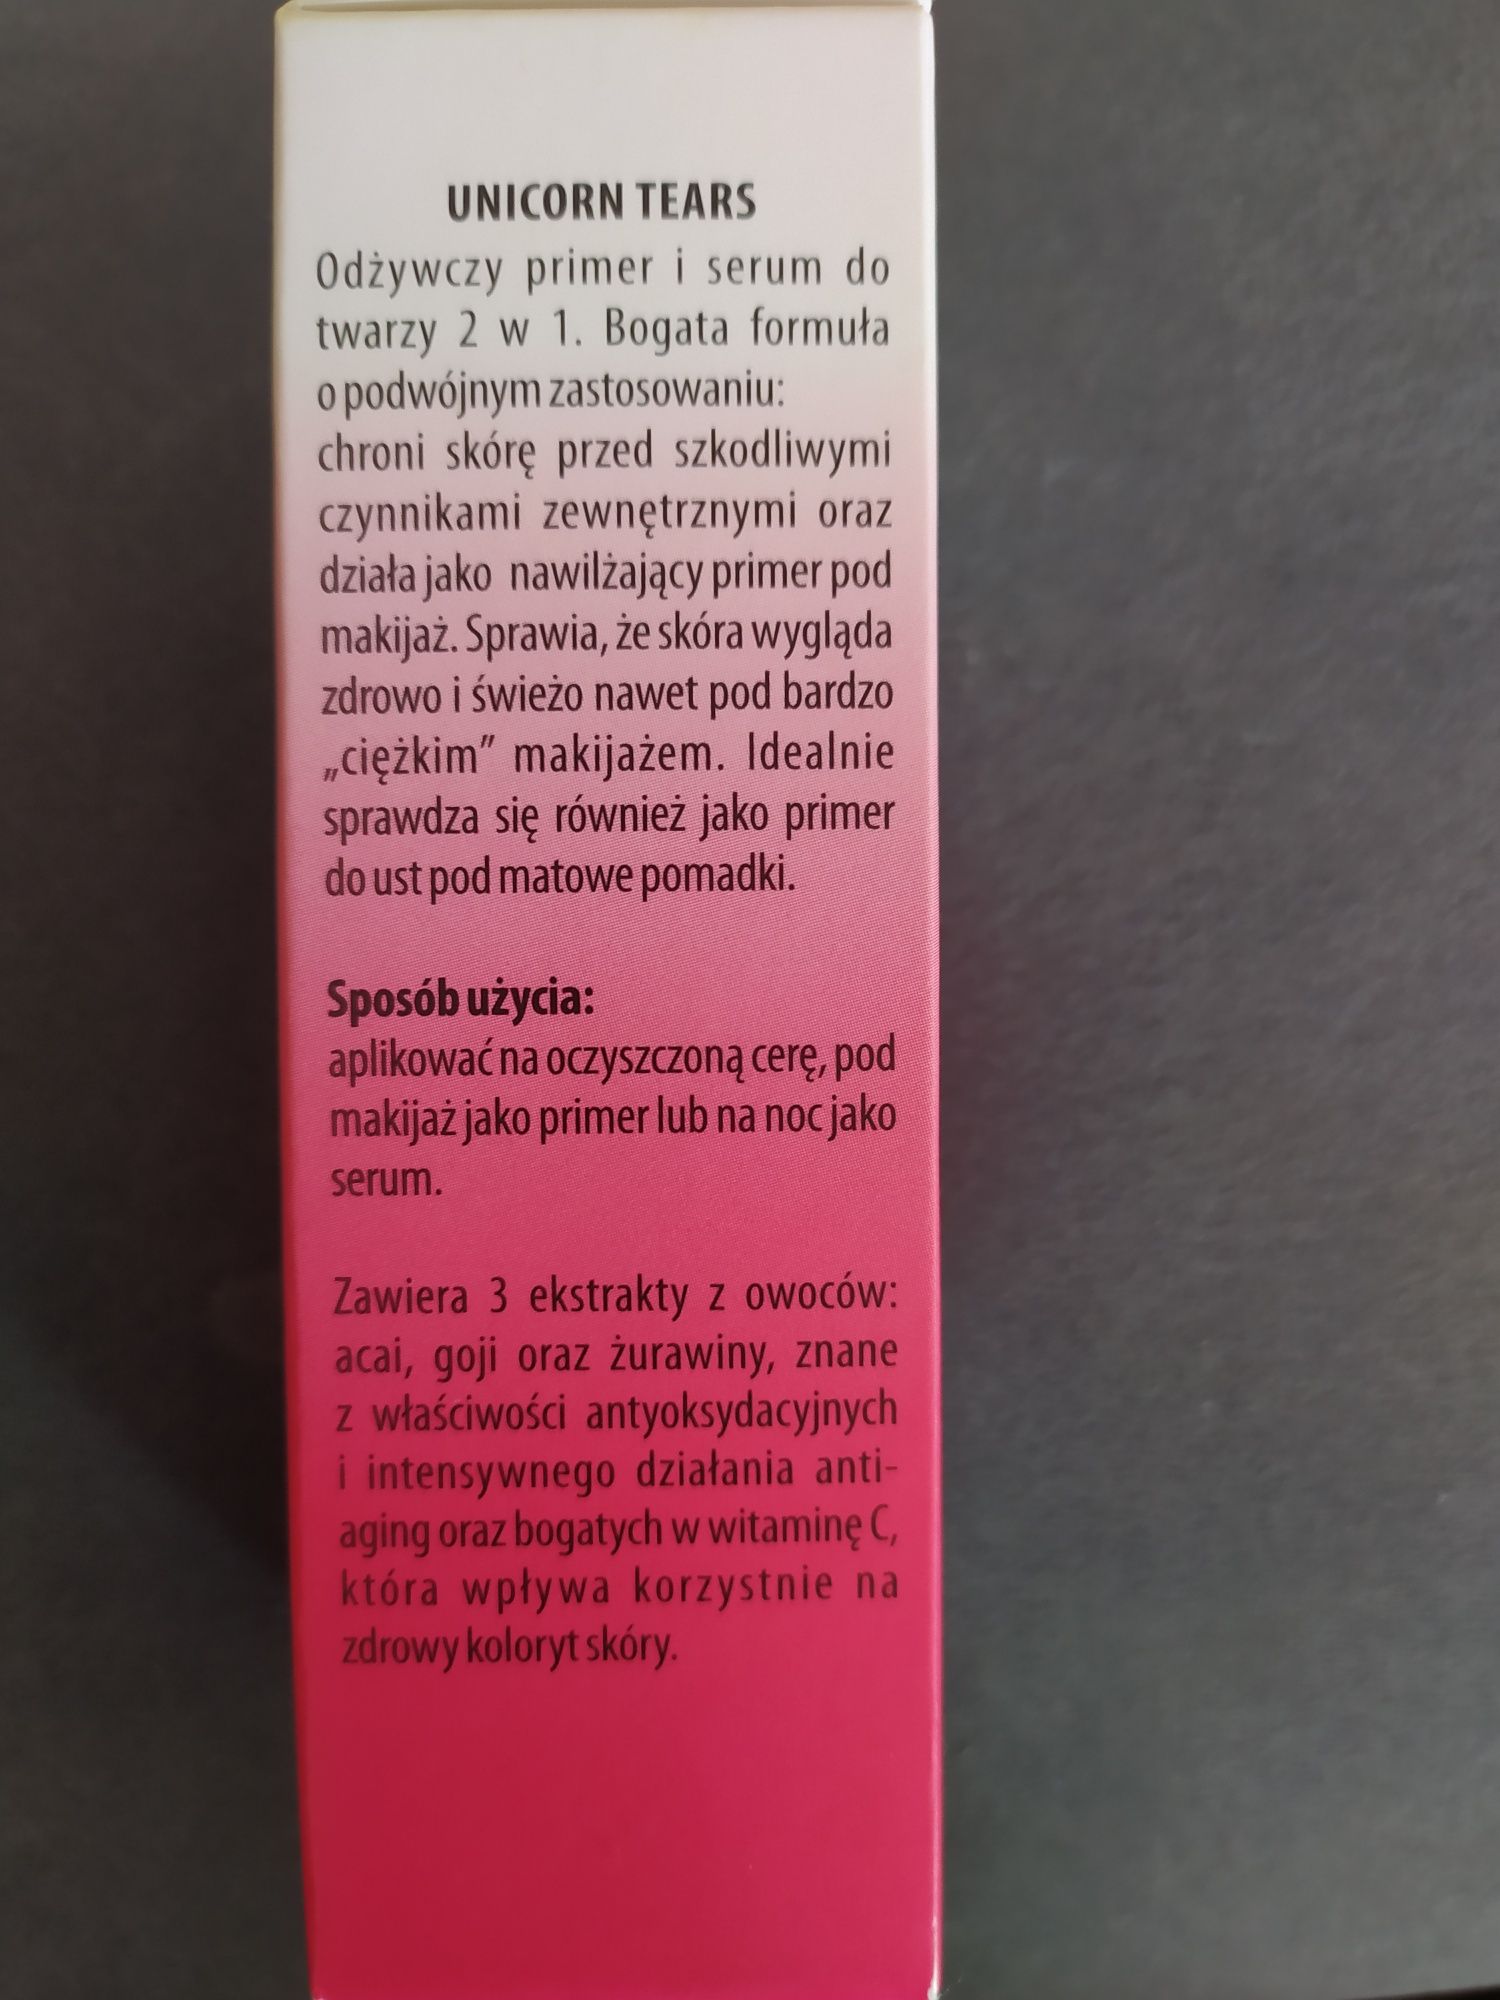 UNICORN TEARS
Odżywczy primer i serum do
twarzy 2 w 1. Bogata formuła
o podwójnym zastosowaniu:
chroni skórę przed szkodliwymi
czynnikami zewnętrznymi oraz
działa jako nawilżający primer pod
makijaż. Sprawia, że skóra wygląda
zdrowo i świeżo nawet pod bardzo
„ciężkim” makijażem. Idealnie
sprawdza się również jako primer
do ust pod matowe pomadki.
Sposób użycia:
aplikować na oczyszczoną cerę, pod
makijaż jako primer lub na noc jako
serum.
Zawiera 3 ekstrakty z owoców:
acai, goji oraz żurawiny, znane
z właściwości antyoksydacyjnych
i intensywnego działania anti-
aging oraz bogatych w witaminę C,
która wpływa korzystnie na
zdrowy koloryt skóry.